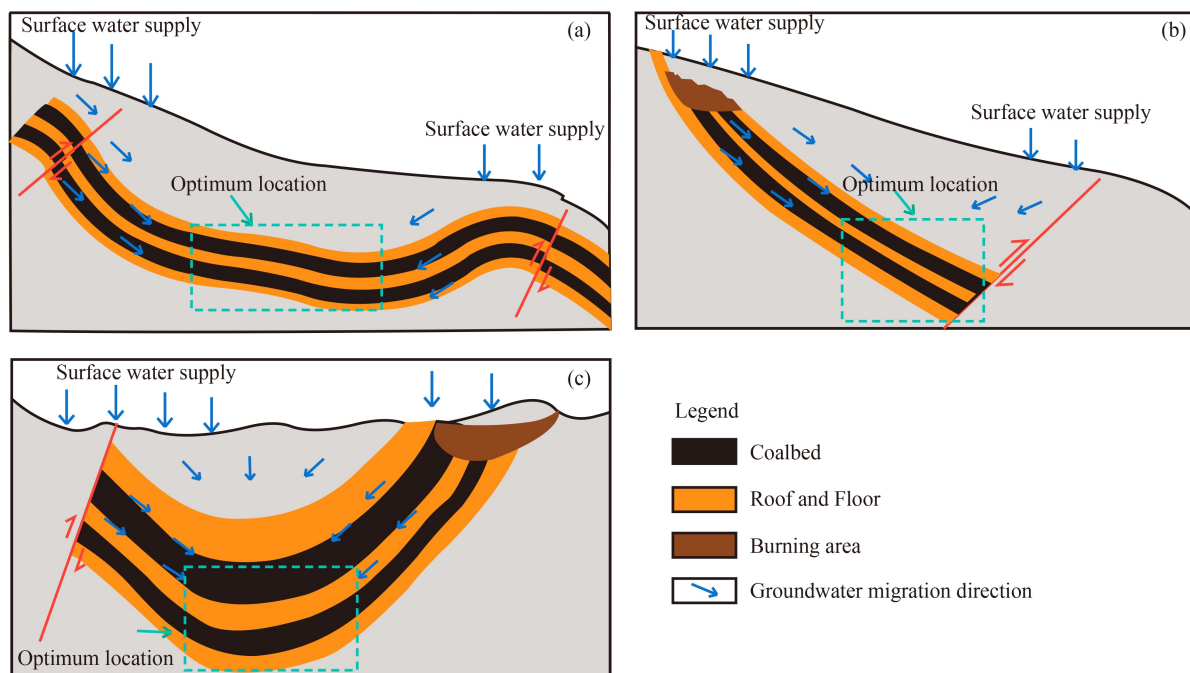 Surface water supply
(a)
Surface water supply
Optimum location
Surface water supply
(b)
Surface water supply
Optimum location
Surface water supply
(c)
Optimum location
Legend
Coalbed
Roof and Floor
Burning area
Groundwater migration direction